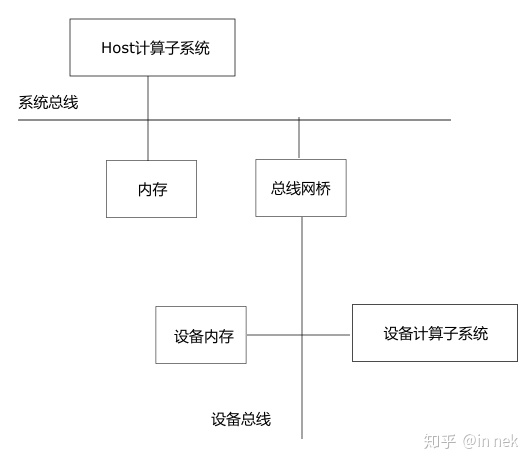 Host计算子系统
系统总线
内存
总线网桥
设备内存
设备计算子系统
设备总线
知乎 @in nek